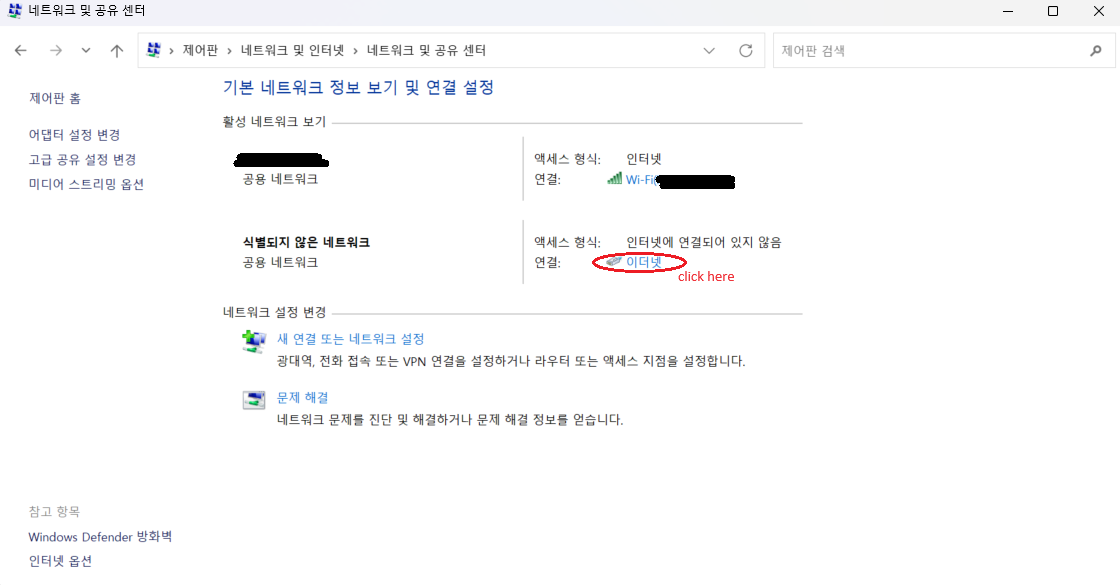 네트워크 및 공유 센터
제어판 › 네트워크 및 인터넷 › 네트워크 및 공유 센터
제어판 검색
제어판 홈
어댑터 설정 변경
고급 공유 설정 변경
미디어 스트리밍 옵션
기본 네트워크 정보 보기 및 연결 설정
활성 네트워크 보기
공용 네트워크
액세스 형식: 인터넷
연결: Wi-Fi(
식별되지 않은 네트워크
공용 네트워크
액세스 형식: 인터넷에 연결되어 있지 않음
연결: 이더넷
click here
네트워크 설정 변경
새 연결 또는 네트워크 설정
광대역, 전화 접속 또는 VPN 연결을 설정하거나 라우터 또는 액세스 지점을 설정합니다.
문제 해결
네트워크 문제를 진단 및 해결하거나 문제 해결 정보를 얻습니다.
참고 항목
Windows Defender 방화벽
인터넷 옵션